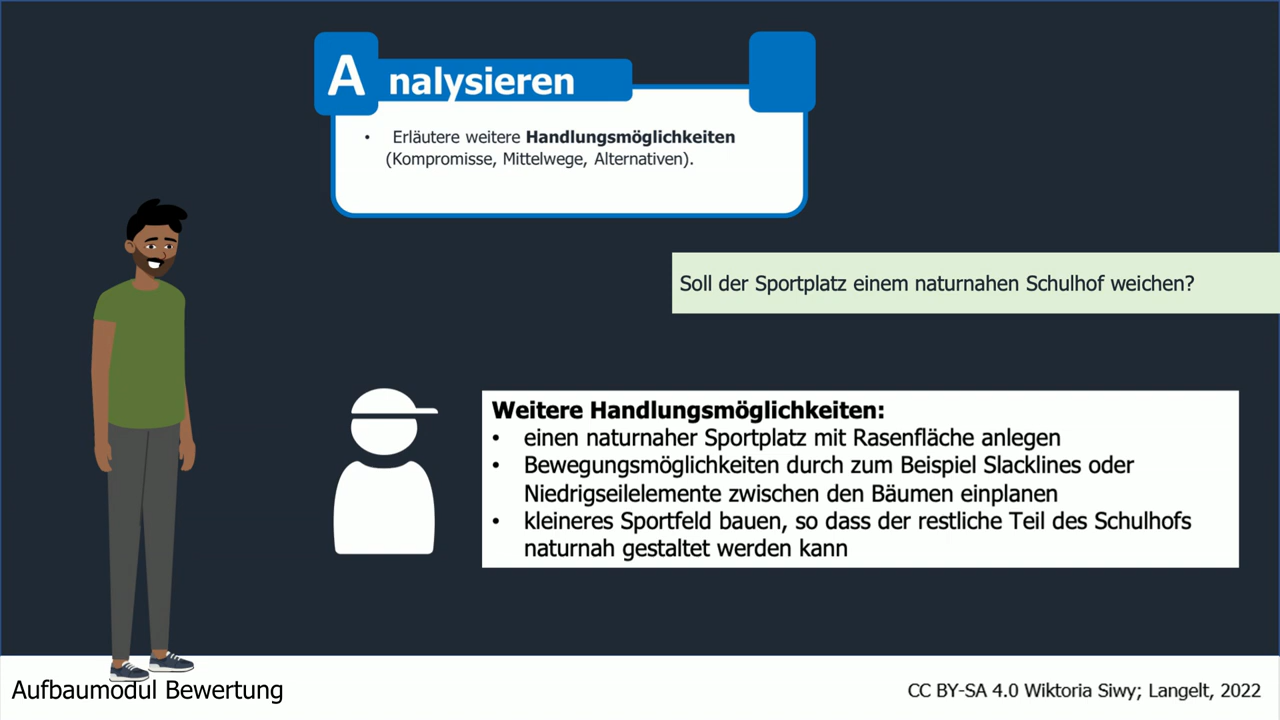 Analysieren
• Erläutere weitere Handlungsmöglichkeiten
(Kompromisse, Mittelwege, Alternativen).
Soll der Sportplatz einem naturnahen Schulhof weichen?
Weitere Handlungsmöglichkeiten:
• einen naturnaher Sportplatz mit Rasenfläche anlegen
• Bewegungsmöglichkeiten durch zum Beispiel Slacklines oder
Niedrigseilelemente zwischen den Bäumen einplanen
• kleineres Sportfeld bauen, so dass der restliche Teil des Schulhofs
naturnah gestaltet werden kann
Aufbaumodul Bewertung
CC BY-SA 4.0 Wiktoria Siwy; Langelt, 2022